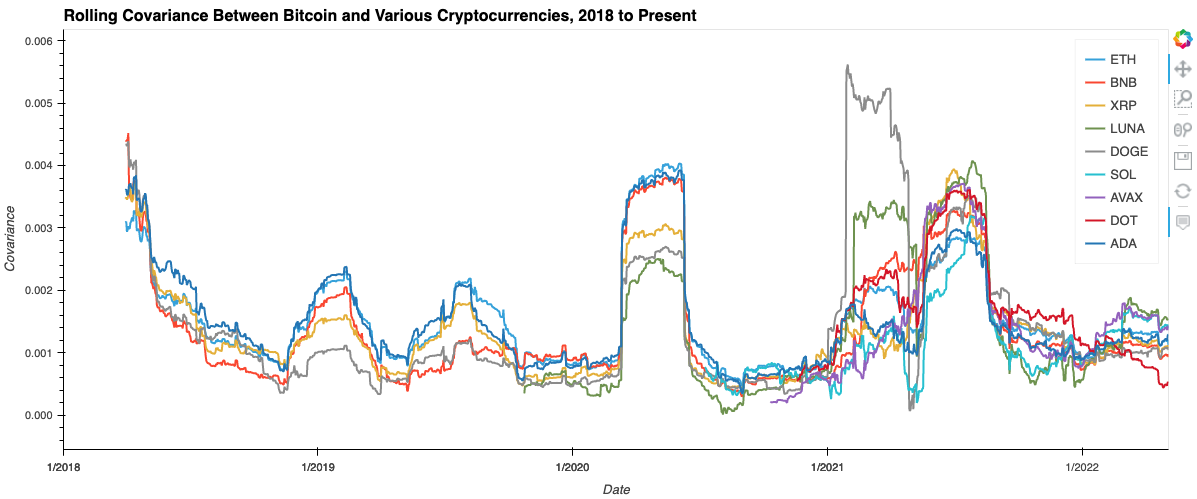 Rolling Covariance Between Bitcoin and Various Cryptocurrencies, 2018 to Present
0.006
0.005
0.004
0.003
0.002
0.001
0.000
Covariance
ETH
BNB
XRP
LUNA
DOGE
SOL
AVAX
DOT
ADA
1/2018
1/2019
1/2020
1/2021
1/2022
Date